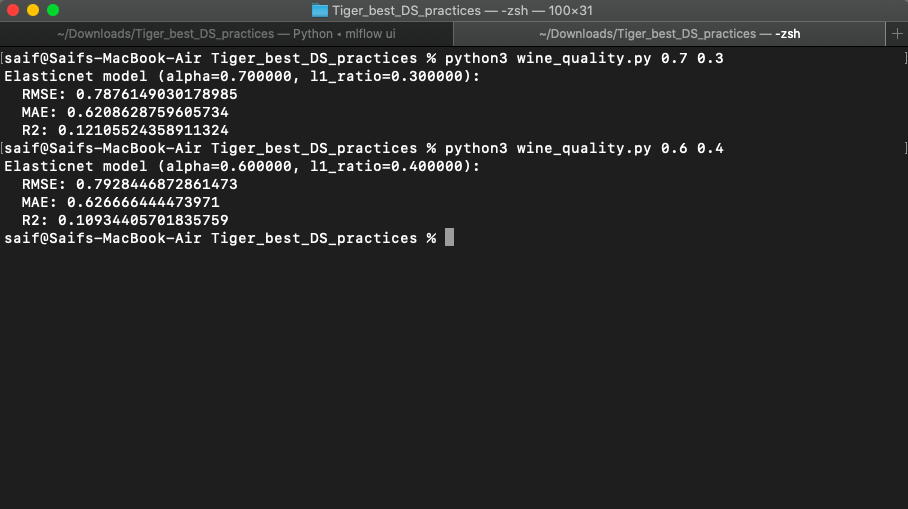 Tiger_best_DS_practices — -zsh — 100×31
~/Downloads/Tiger_best_DS_practices — Python ◂ mlflow ui
~/Downloads/Tiger_best_DS_practices — -zsh
+
[saif@Saifs-MacBook-Air Tiger_best_DS_practices % python3 wine_quality.py 0.7 0.3 ]
Elasticnet model (alpha=0.700000, l1_ratio=0.300000):
  RMSE: 0.7876149030178985
  MAE: 0.6208628759605734
  R2: 0.12105524358911324
[saif@Saifs-MacBook-Air Tiger_best_DS_practices % python3 wine_quality.py 0.6 0.4 ]
Elasticnet model (alpha=0.600000, l1_ratio=0.400000):
  RMSE: 0.7928446872861473
  MAE: 0.626666444473971
  R2: 0.10934405701835759
saif@Saifs-MacBook-Air Tiger_best_DS_practices %